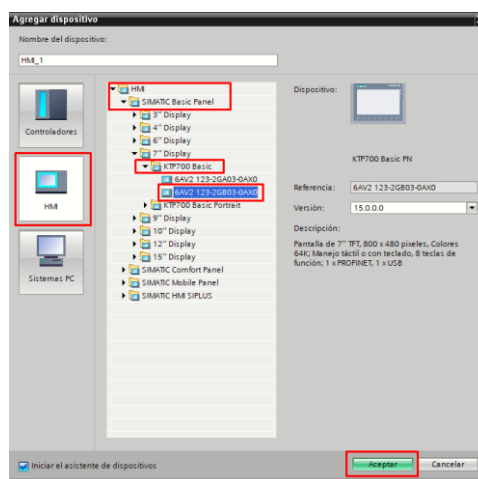 Agregar dispositivo
Nombre del dispositivo:
HMI_1
Controladores
HMI
Sistemas PC
HMI
SIMATIC Basic Panel
3" Display
4" Display
6" Display
7" Display
KTP700 Basic
6AV2 123-2GA03-0AX0
6AV2 123-2GB03-0AX0
KTP700 Basic Portrait
9" Display
10" Display
12" Display
15" Display
SIMATIC Comfort Panel
SIMATIC Mobile Panel
SIMATIC HMI SIPLUS
Dispositivo:
KTP700 Basic PN
Referencia: 6AV2 123-2GB03-0AX0
Versión: 15.0.0.0
Descripción:
Pantalla de 7" TFT, 800 x 480 pixeles, Colores
64K; Manejo táctil o con teclado, 8 teclas de
función; 1 x PROFINET, 1 x USB
Iniciar el asistente de dispositivos
Aceptar
Cancelar